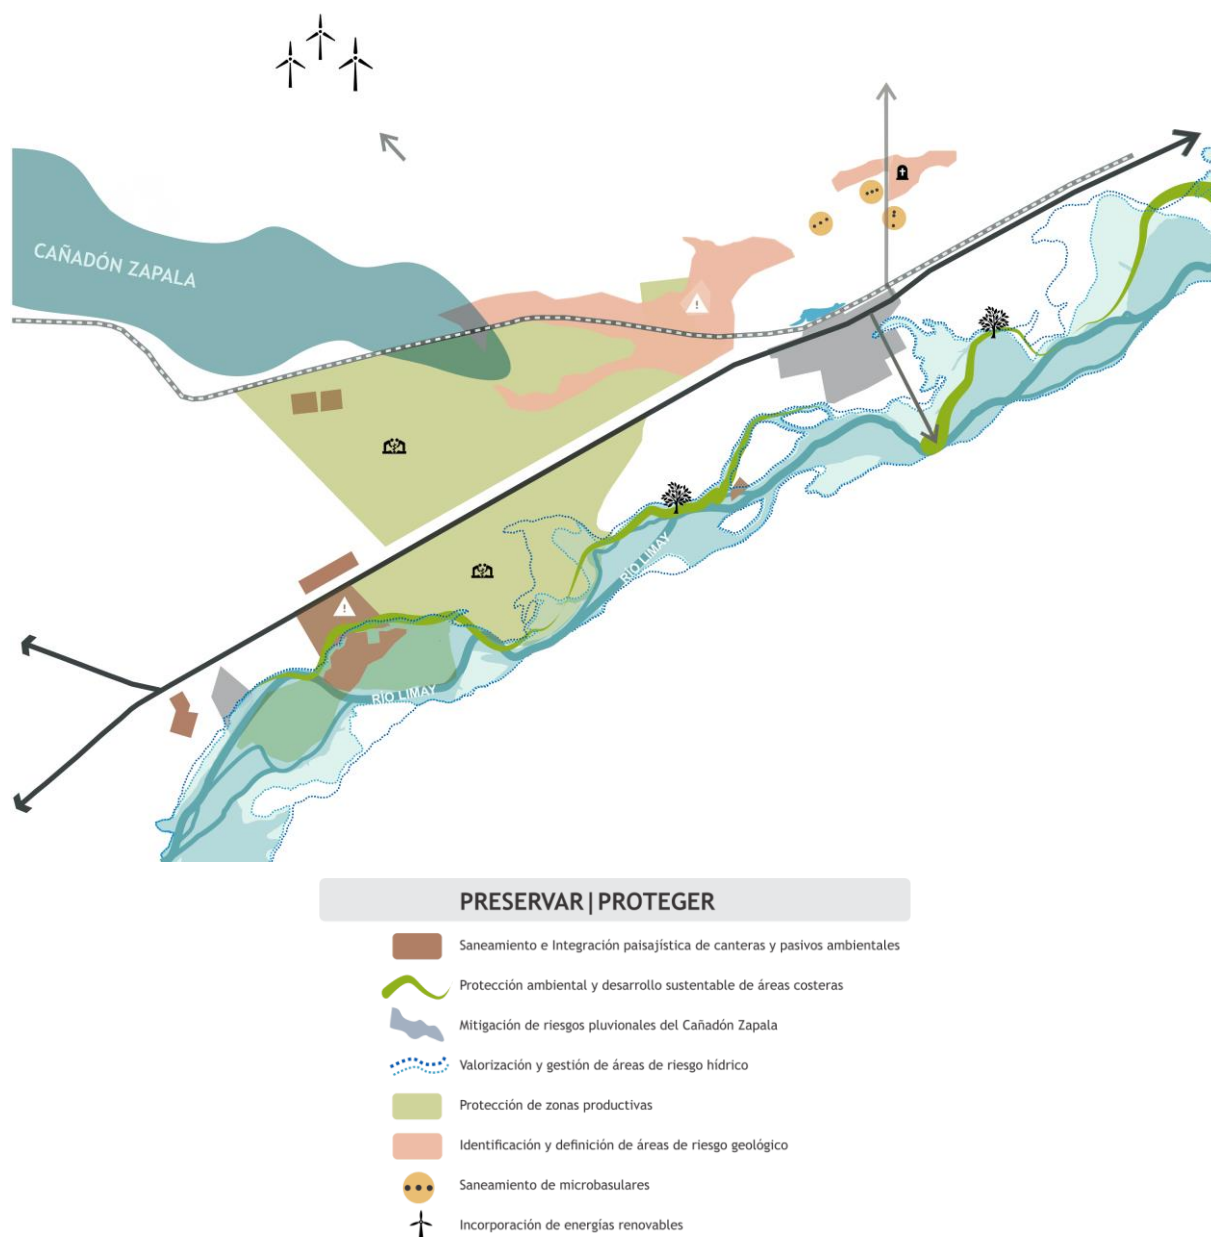 CAÑADÓN ZAPALA
!
RÍO LIMAY
!
RÍO LIMAY
PRESERVAR|PROTEGER
Saneamiento e Integración paisajística de canteras y pasivos ambientales
Protección ambiental y desarrollo sustentable de áreas costeras
Mitigación de riesgos pluvionales del Cañadón Zapala
Valorización y gestión de áreas de riesgo hídrico
Protección de zonas productivas
Identificación y definición de áreas de riesgo geológico
Saneamiento de microbasulares
Incorporación de energías renovables